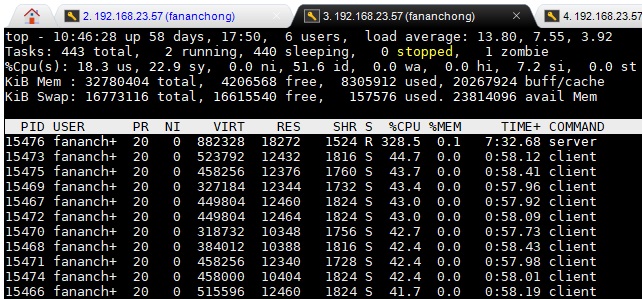 2. 192.168.23.57 (fananchong)
3. 192.168.23.57 (fananchong)
4. 192.168.23.57
top - 10:46:28 up 58 days, 17:50, 6 users, load average: 13.80, 7.55, 3.92
Tasks: 443 total, 2 running, 440 sleeping, 0 stopped, 1 zombie
%Cpu(s): 18.3 us, 22.9 sy, 0.0 ni, 51.6 id, 0.0 wa, 0.0 hi, 7.2 si, 0.0 st
KiB Mem : 32780404 total, 4206568 free, 8305912 used, 20267924 buff/cache
KiB Swap: 16773116 total, 16615540 free, 157576 used. 23814096 avail Mem
PID USER PR NI VIRT RES SHR S %CPU %MEM TIME+ COMMAND
15476 fananch+ 20 0 882328 18272 1524 R 328.5 0.1 7:32.68 server
15473 fananch+ 20 0 523792 12432 1816 S 44.7 0.0 0:58.12 client
15475 fananch+ 20 0 458256 12376 1760 S 43.7 0.0 0:58.41 client
15469 fananch+ 20 0 327184 12344 1732 S 43.4 0.0 0:57.96 client
15467 fananch+ 20 0 449804 12460 1824 S 43.0 0.0 0:57.92 client
15472 fananch+ 20 0 449804 12464 1824 S 43.0 0.0 0:58.09 client
15470 fananch+ 20 0 318732 10348 1756 S 42.7 0.0 0:57.73 client
15468 fananch+ 20 0 384012 10388 1816 S 42.4 0.0 0:58.43 client
15471 fananch+ 20 0 458256 12340 1728 S 42.4 0.0 0:57.98 client
15474 fananch+ 20 0 458000 10404 1824 S 42.4 0.0 0:58.01 client
15466 fananch+ 20 0 515596 12460 1824 S 41.7 0.0 0:58.19 client